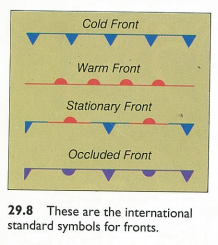 Cold Front
Warm Front
Stationary Front
Occluded Front
29.8 These are the international
standard symbols for fronts.